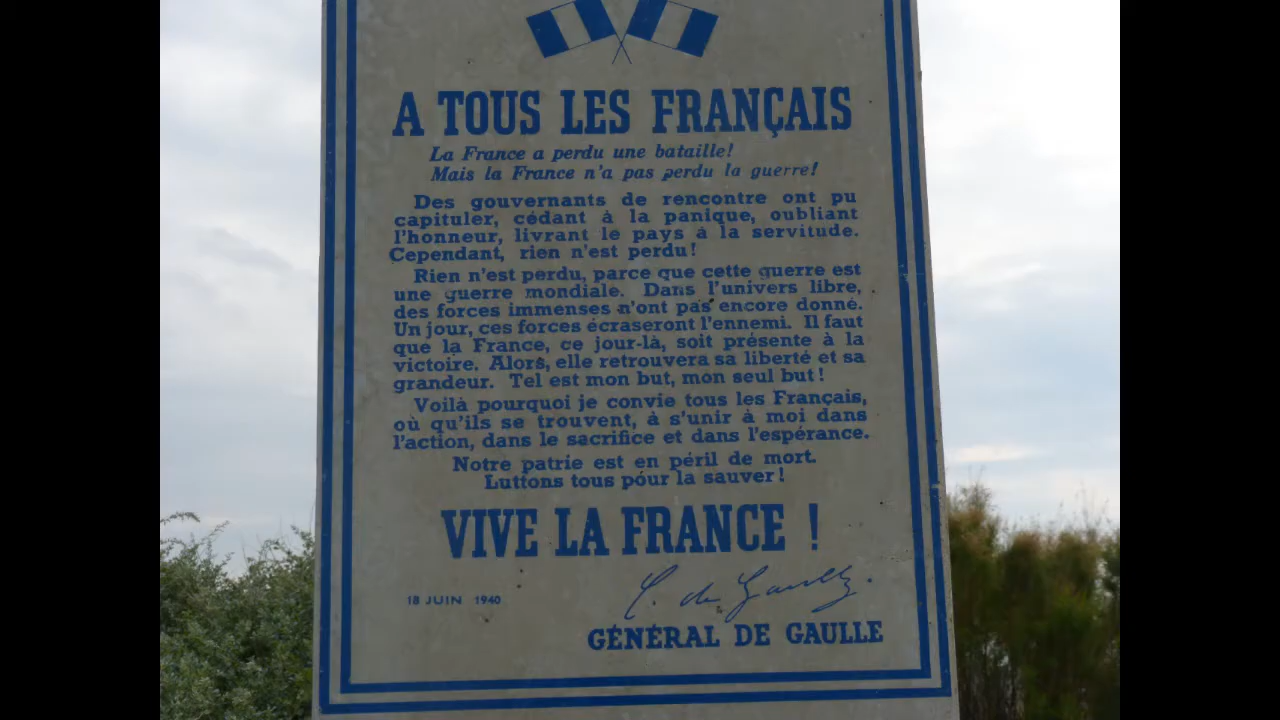 A TOUS LES FRANÇAIS
La France a perdu une bataille!
Mais la France n'a pas perdu la guerre!
Des gouvernants de rencontre ont pu
capituler, cédant à la panique, oubliant
l'honneur, livrant le pays à la servitude.
Cependant, rien n'est perdu!
Rien n'est perdu, parce que cette guerre est
une guerre mondiale. Dans l'univers libre,
des forces immenses n'ont pas encore donné.
Un jour, ces forces écraseront l'ennemi. Il faut
que la France, ce jour-là, soit présente à la
victoire. Alors, elle retrouvera sa liberté et sa
grandeur. Tel est mon but, mon seul but!
Voilà pourquoi je convie tous les Français,
où qu'ils se trouvent, à s'unir à moi dans
l'action, dans le sacrifice et dans l'espérance.
Notre patrie est en péril de mort.
Luttons tous pour la sauver!
VIVE LA FRANCE !
C. de Gaulle.
18 JUIN 1940
GÉNÉRAL DE GAULLE